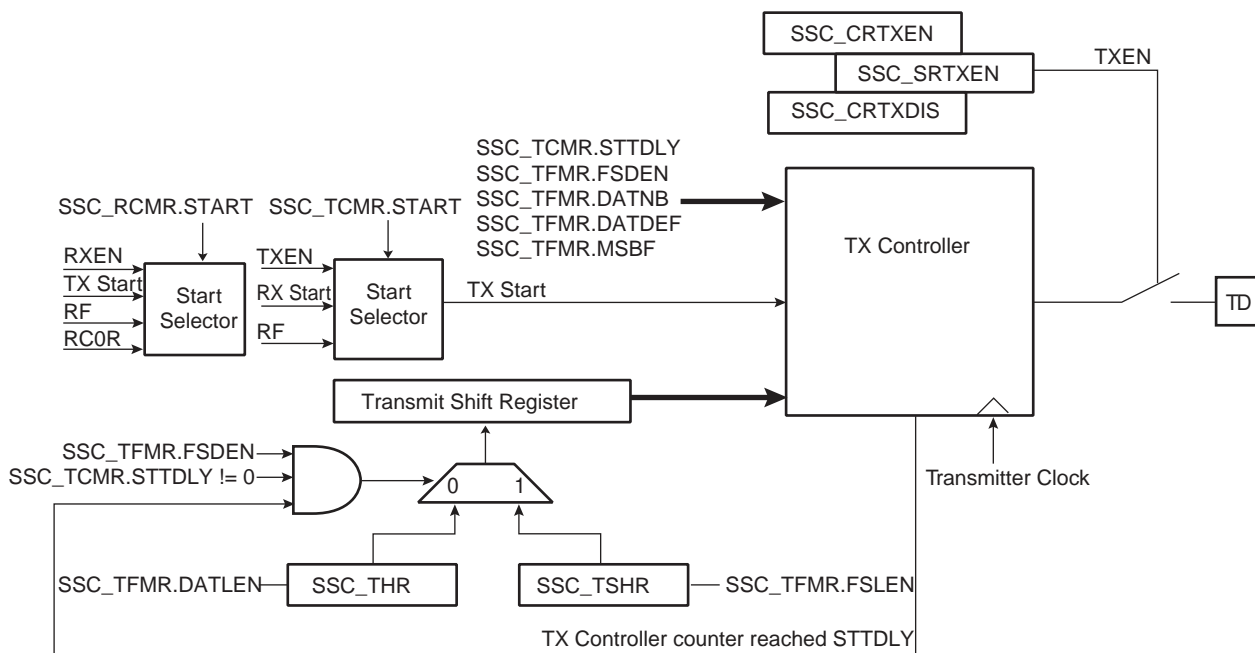 SSC_CRTXEN
SSC_SRTXEN
TXEN
SSC_CRTXDIS
SSC_TCMR.STTDLY
SSC_TFMR.FSDEN
SSC_TFMR.DATNB
SSC_TFMR.DATDEF
SSC_TFMR.MSBF
SSC_RCMR.START
SSC_TCMR.START
RXEN
TX Start
RF
RC0R
Start
Selector
TXEN
RX Start
RF
Start
Selector
TX Start
TX Controller
TD
Transmit Shift Register
SSC_TFMR.FSDEN
SSC_TCMR.STTDLY != 0
0 1
Transmitter Clock
SSC_TFMR.DATLEN
SSC_THR
SSC_TSHR
SSC_TFMR.FSLEN
TX Controller counter reached STTDLY